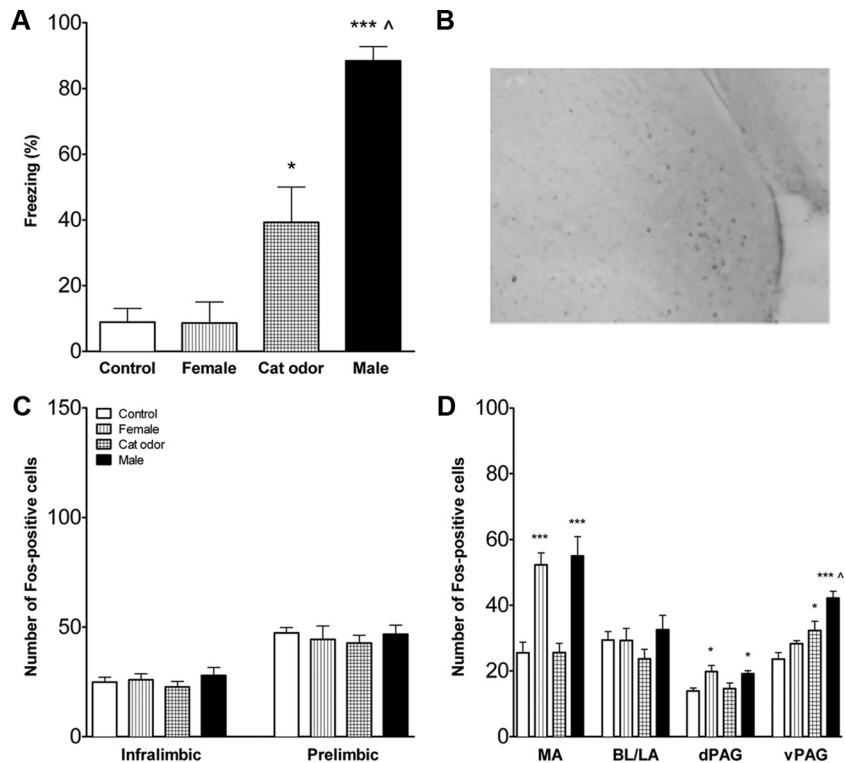 A
Freezing (%)
100
80
60
40
20
0
*
*** ^
Control Female Cat odor Male
B
C
Number of Fos-positive cells
150
100
50
0
Control
Female
Cat odor
Male
Infralimbic Prelimbic
D
Number of Fos-positive cells
100
80
60
40
20
0
***
***
*
*
*
*** ^
MA BL/LA dPAG vPAG